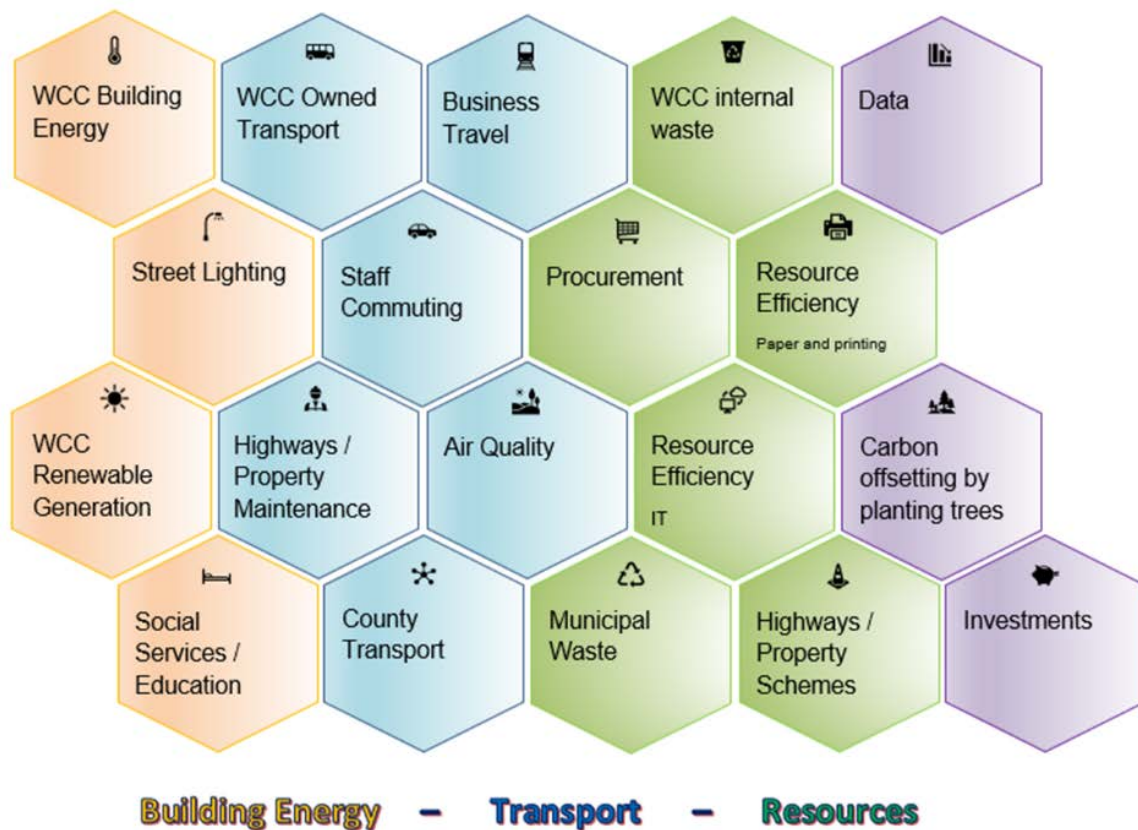 WCC Building
Energy
WCC Owned
Transport
Business
Travel
WCC internal
waste
Data
Street Lighting
Staff
Commuting
Procurement
Resource
Efficiency
Paper and printing
WCC
Renewable
Generation
Highways /
Property
Maintenance
Air Quality
Resource
Efficiency
IT
Carbon
offsetting by
planting trees
Social
Services /
Education
County
Transport
Municipal
Waste
Highways /
Property
Schemes
Investments
Building Energy – Transport – Resources